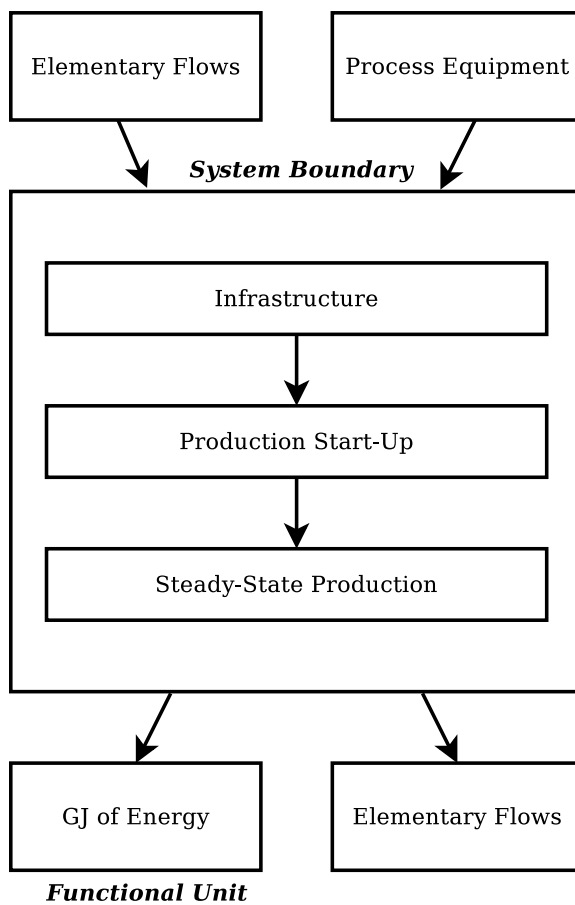 Elementary Flows
Process Equipment
System Boundary
Infrastructure
Production Start-Up
Steady-State Production
GJ of Energy
Elementary Flows
Functional Unit